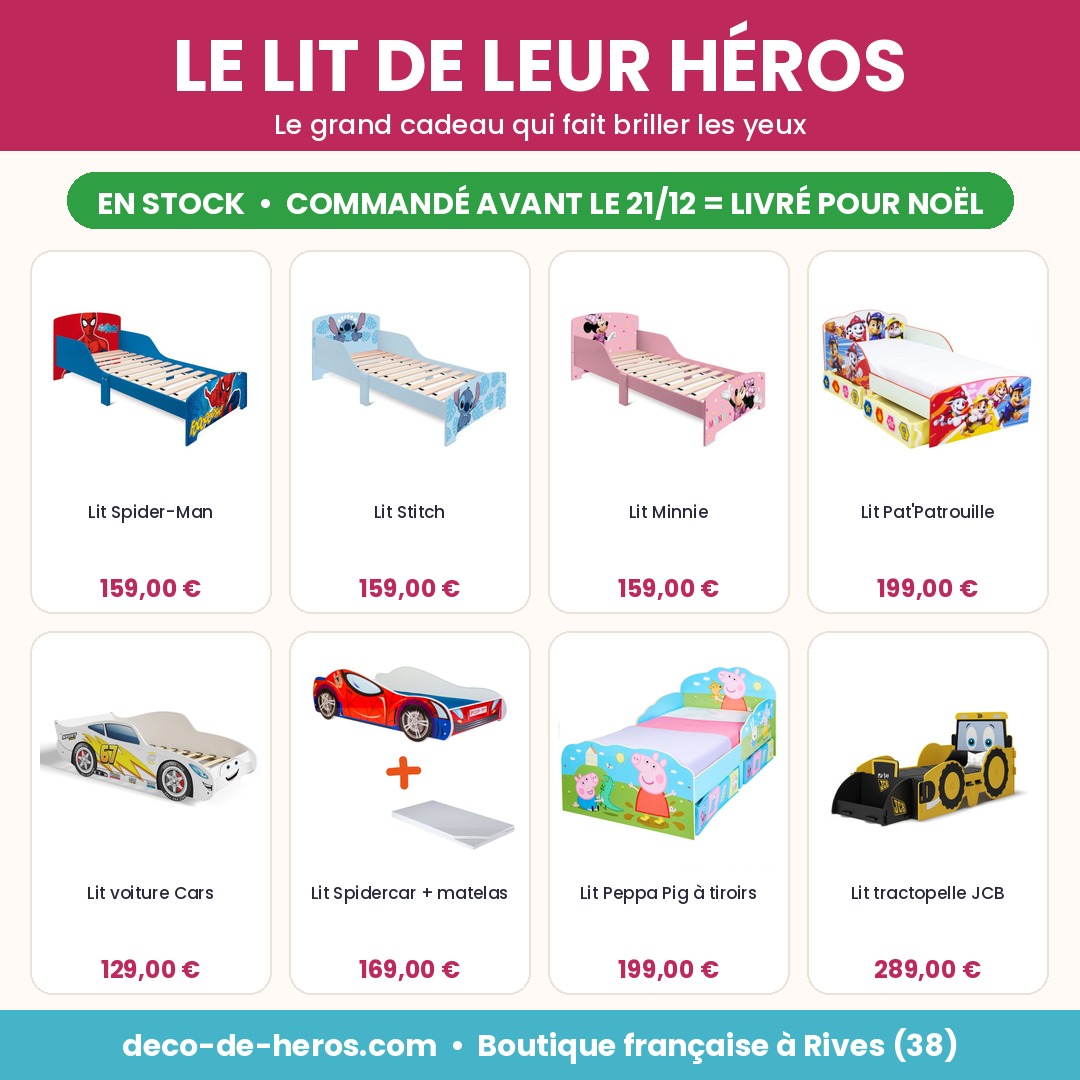 LE LIT DE LEUR HÉROS
Le grand cadeau qui fait briller les yeux
EN STOCK • COMMANDÉ AVANT LE 21/12 = LIVRÉ POUR NOËL
Lit Spider-Man
159,00 €
Lit Stitch
159,00 €
Lit Minnie
159,00 €
Lit Pat'Patrouille
199,00 €
67
Lit voiture Cars
129,00 €
+
Lit Spidercar + matelas
169,00 €
Lit Peppa Pig à tiroirs
199,00 €
JCB
JCB
Lit tractopelle JCB
289,00 €
deco-de-heros.com • Boutique française à Rives (38)